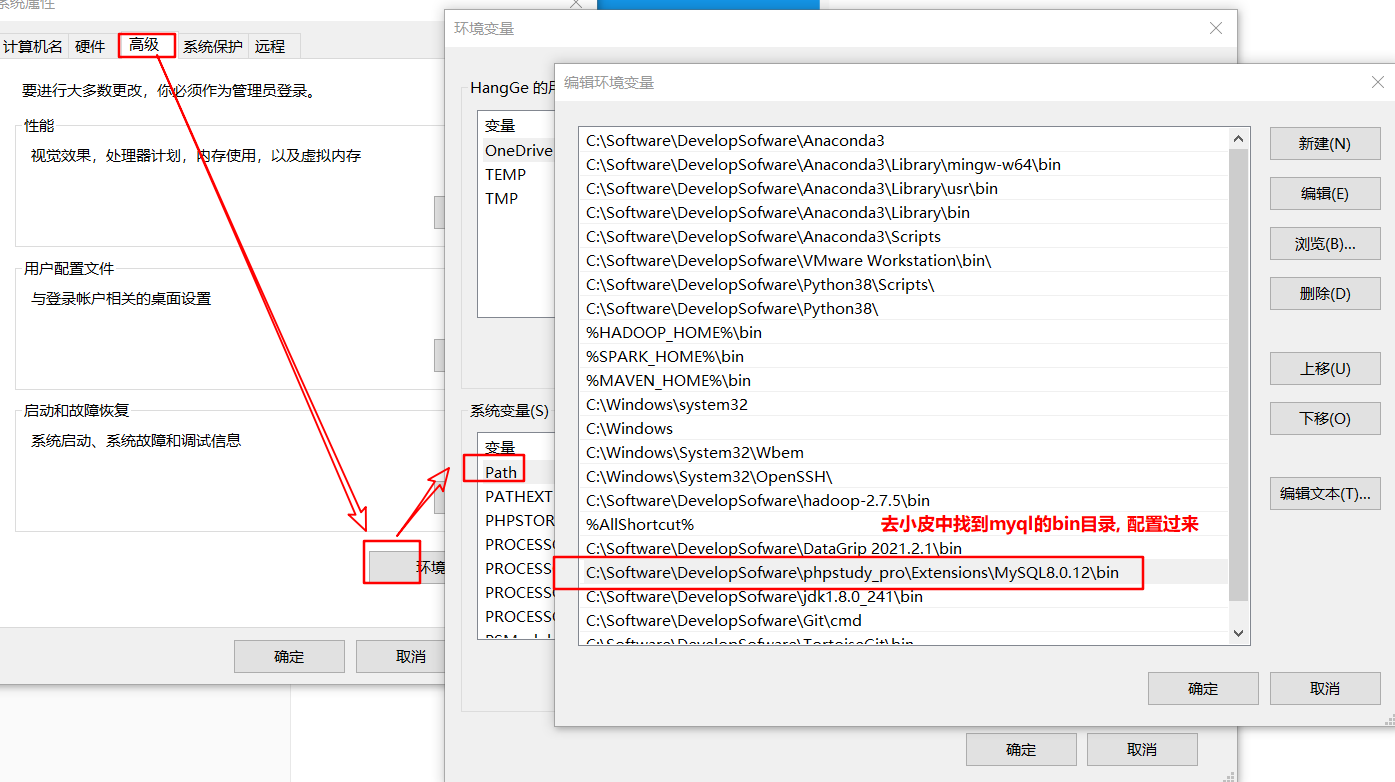 系统属性
计算机名
硬件
高级
系统保护
远程
要进行大多数更改，你必须作为管理员登录。
性能
视觉效果，处理器计划，内存使用，以及虚拟内存
用户配置文件
与登录帐户相关的桌面设置
启动和故障恢复
系统启动、系统故障和调试信息
环境
确定
取消
环境变量
HangGe 的用
变量
OneDrive
TEMP
TMP
系统变量(S)
变量
Path
PATHEXT
PHPSTOR
PROCESSO
PROCESS
PROCESSO
PROCESSO
确定
取消
编辑环境变量
C:\Software\DevelopSofware\Anaconda3
C:\Software\DevelopSofware\Anaconda3\Library\mingw-w64\bin
C:\Software\DevelopSofware\Anaconda3\Library\usr\bin
C:\Software\DevelopSofware\Anaconda3\Library\bin
C:\Software\DevelopSofware\Anaconda3\Scripts
C:\Software\DevelopSofware\VMware Workstation\bin\
C:\Software\DevelopSofware\Python38\Scripts\
C:\Software\DevelopSofware\Python38\
%HADOOP_HOME%\bin
%SPARK_HOME%\bin
%MAVEN_HOME%\bin
C:\Windows\system32
C:\Windows
C:\Windows\System32\Wbem
C:\Windows\System32\OpenSSH\
C:\Software\DevelopSofware\hadoop-2.7.5\bin
%AllShortcut%
去小皮中找到myql的bin目录, 配置过来
C:\Software\DevelopSofware\DataGrip 2021.2.1\bin
C:\Software\DevelopSofware\phpstudy_pro\Extensions\MySQL8.0.12\bin
C:\Software\DevelopSofware\jdk1.8.0_241\bin
C:\Software\DevelopSofware\Git\cmd
C:\Software\DevelopSofware\TortoiseGit\bin
新建(N)
编辑(E)
浏览(B)...
删除(D)
上移(U)
下移(O)
编辑文本(T)...
确定
取消